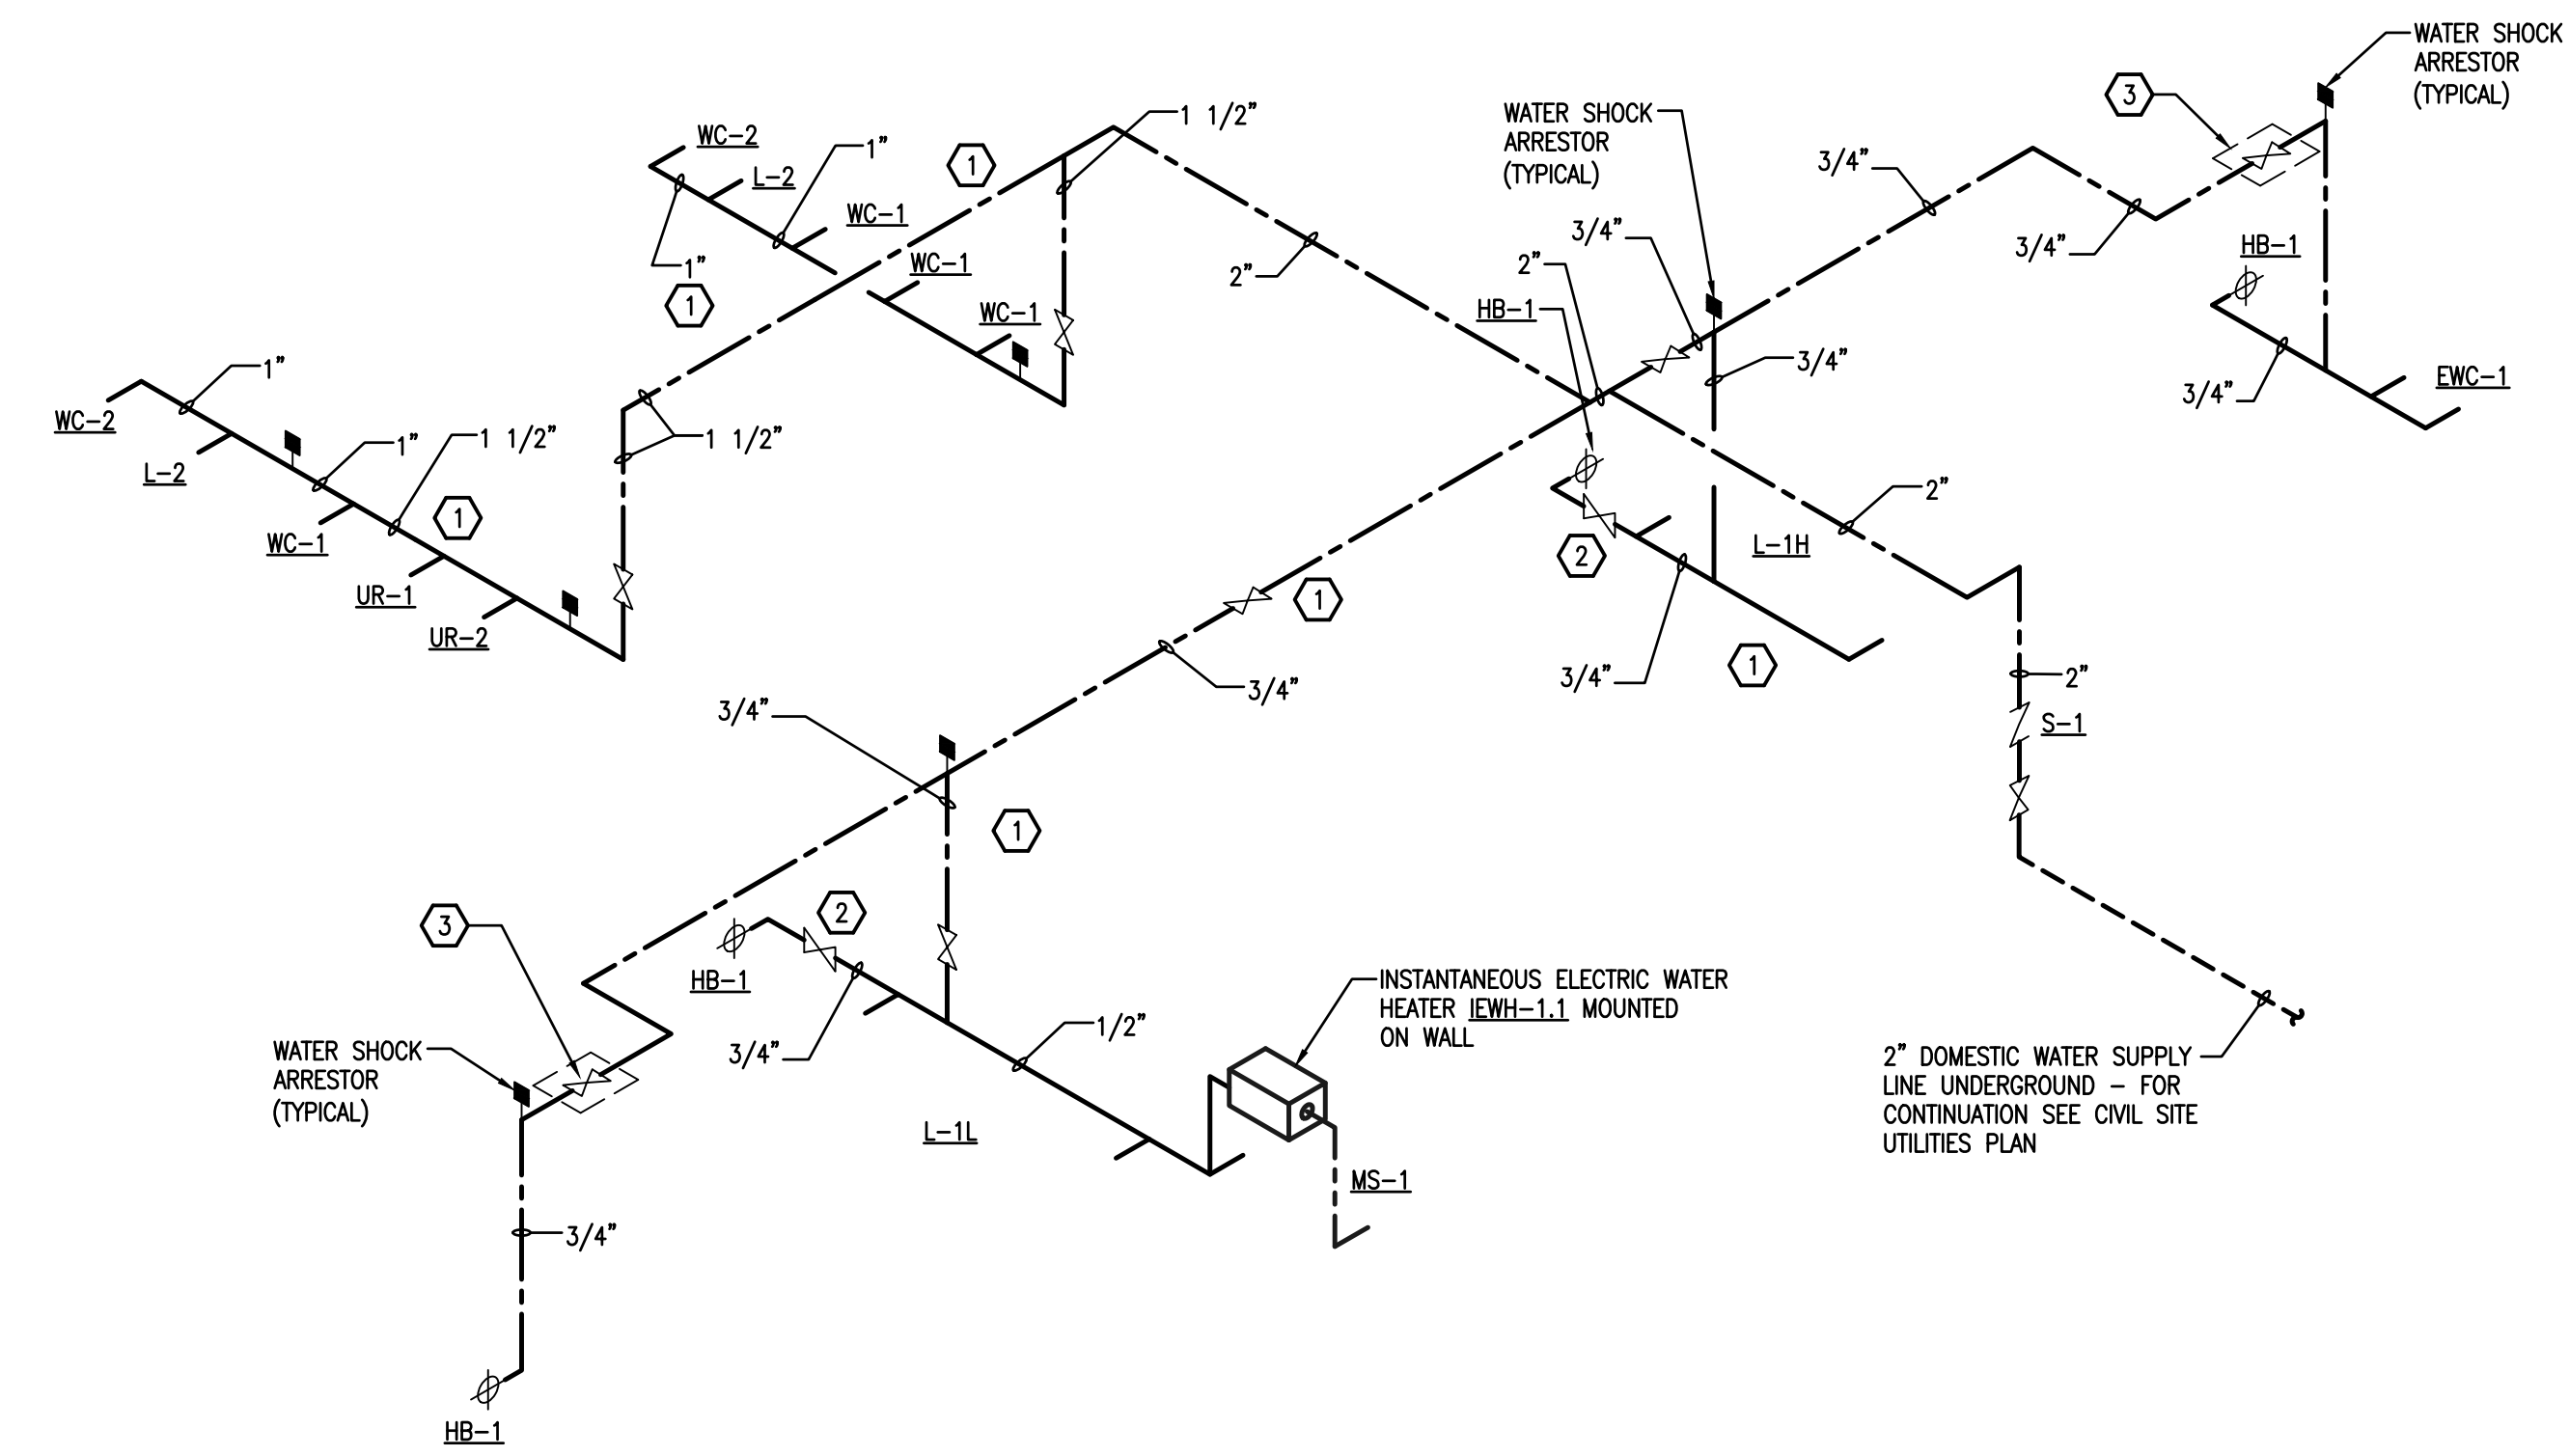 WATER SHOCK
ARRESTOR
(TYPICAL)
3
WC-2
1"
1
1 1/2"
WATER SHOCK
ARRESTOR
(TYPICAL)
3/4"
L-2
WC-1
3/4"
3/4"
HB-1
1"
WC-1
2"
2"
1
WC-1
HB-1
3/4"
3/4"
EWC-1
1"
1"
1 1/2"
1 1/2"
WC-2
L-2
1
2"
WC-1
2
L-1H
UR-1
1
UR-2
3/4"
1
3/4"
2"
3/4"
S-1
1
3
2
HB-1
INSTANTANEOUS ELECTRIC WATER
HEATER IEWH-1.1 MOUNTED
ON WALL
WATER SHOCK
ARRESTOR
(TYPICAL)
3/4"
1/2"
2" DOMESTIC WATER SUPPLY
LINE UNDERGROUND - FOR
CONTINUATION SEE CIVIL SITE
UTILITIES PLAN
L-1L
MS-1
3/4"
HB-1